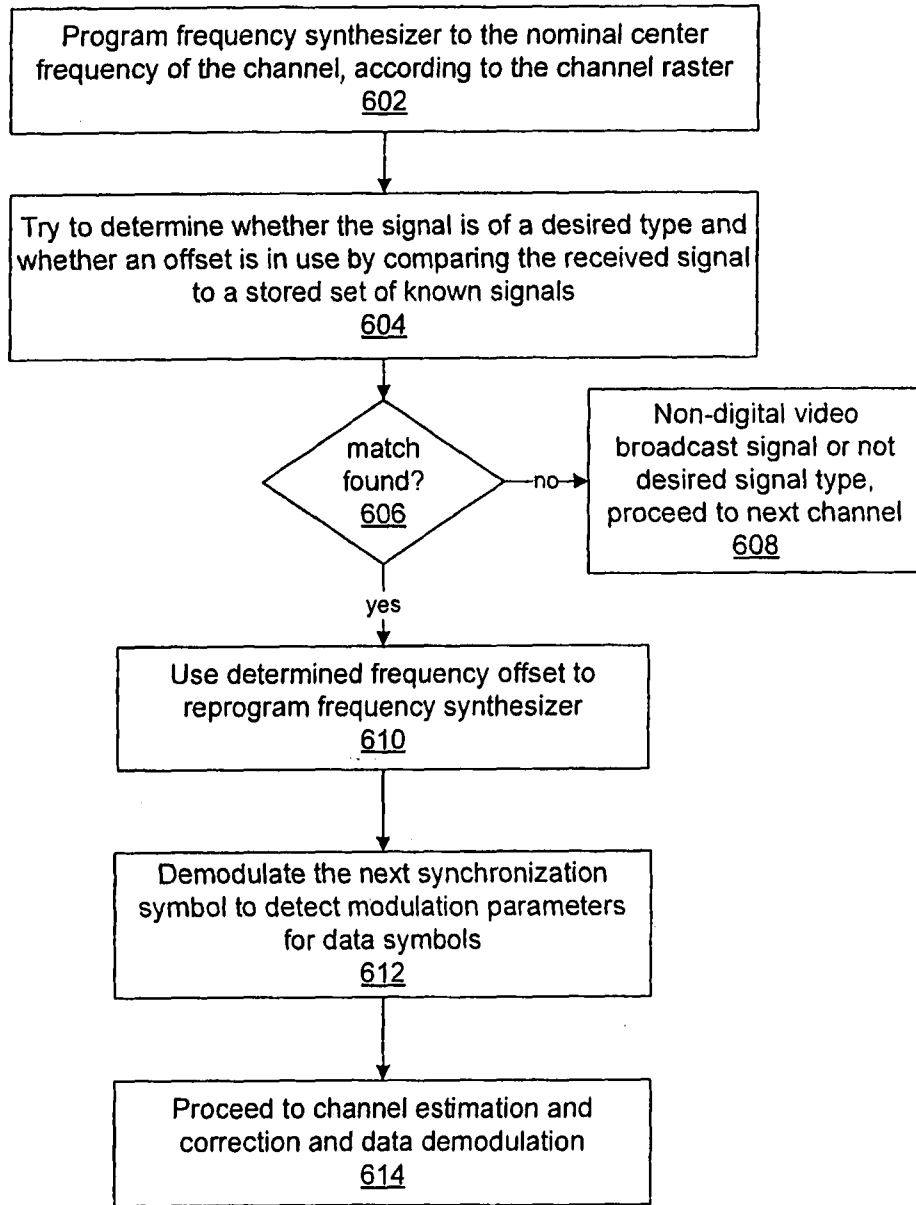 Program frequency synthesizer to the nominal center
frequency of the channel, according to the channel raster
602
Try to determine whether the signal is of a desired type and
whether an offset is in use by comparing the received signal
to a stored set of known signals
604
match
found?
606
no
Non-digital video
broadcast signal or not
desired signal type,
proceed to next channel
608
yes
Use determined frequency offset to
reprogram frequency synthesizer
610
Demodulate the next synchronization
symbol to detect modulation parameters
for data symbols
612
Proceed to channel estimation and
correction and data demodulation
614